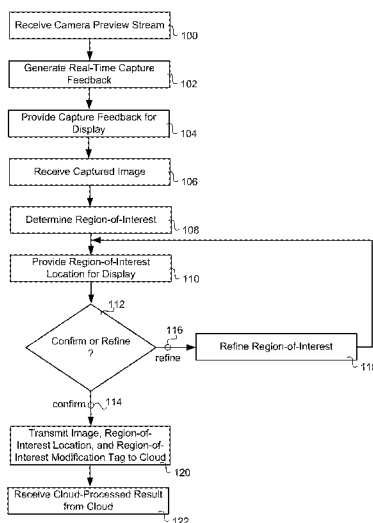 Receive Camera Preview Stream
100
Generate Real-Time Capture
Feedback
102
Provide Capture Feedback for
Display
104
Receive Captured Image
106
Determine Region-of-Interest
108
Provide Region-of-Interest
Location for Display
110
112
Confirm or Refine
?
116
refine
Refine Region-of-Interest
118
confirm
114
Transmit Image, Region-of-
Interest Location, and Region-of-
Interest Modification Tag to Cloud
120
Receive Cloud-Processed Result
from Cloud
122